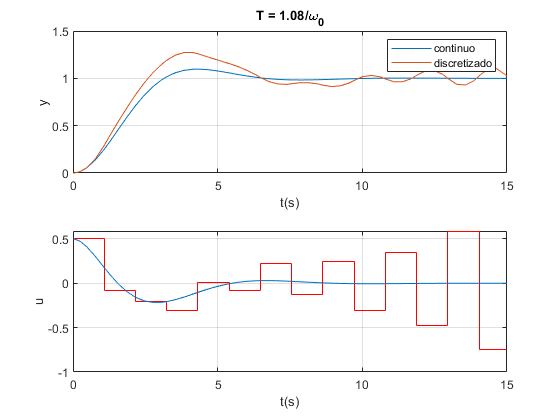 T = 1.08/ω₀
1.5
1
0.5
0
y
continuo
discretizado
0 5 10 15
t(s)
0.5
0
-0.5
-1
u
0 5 10 15
t(s)